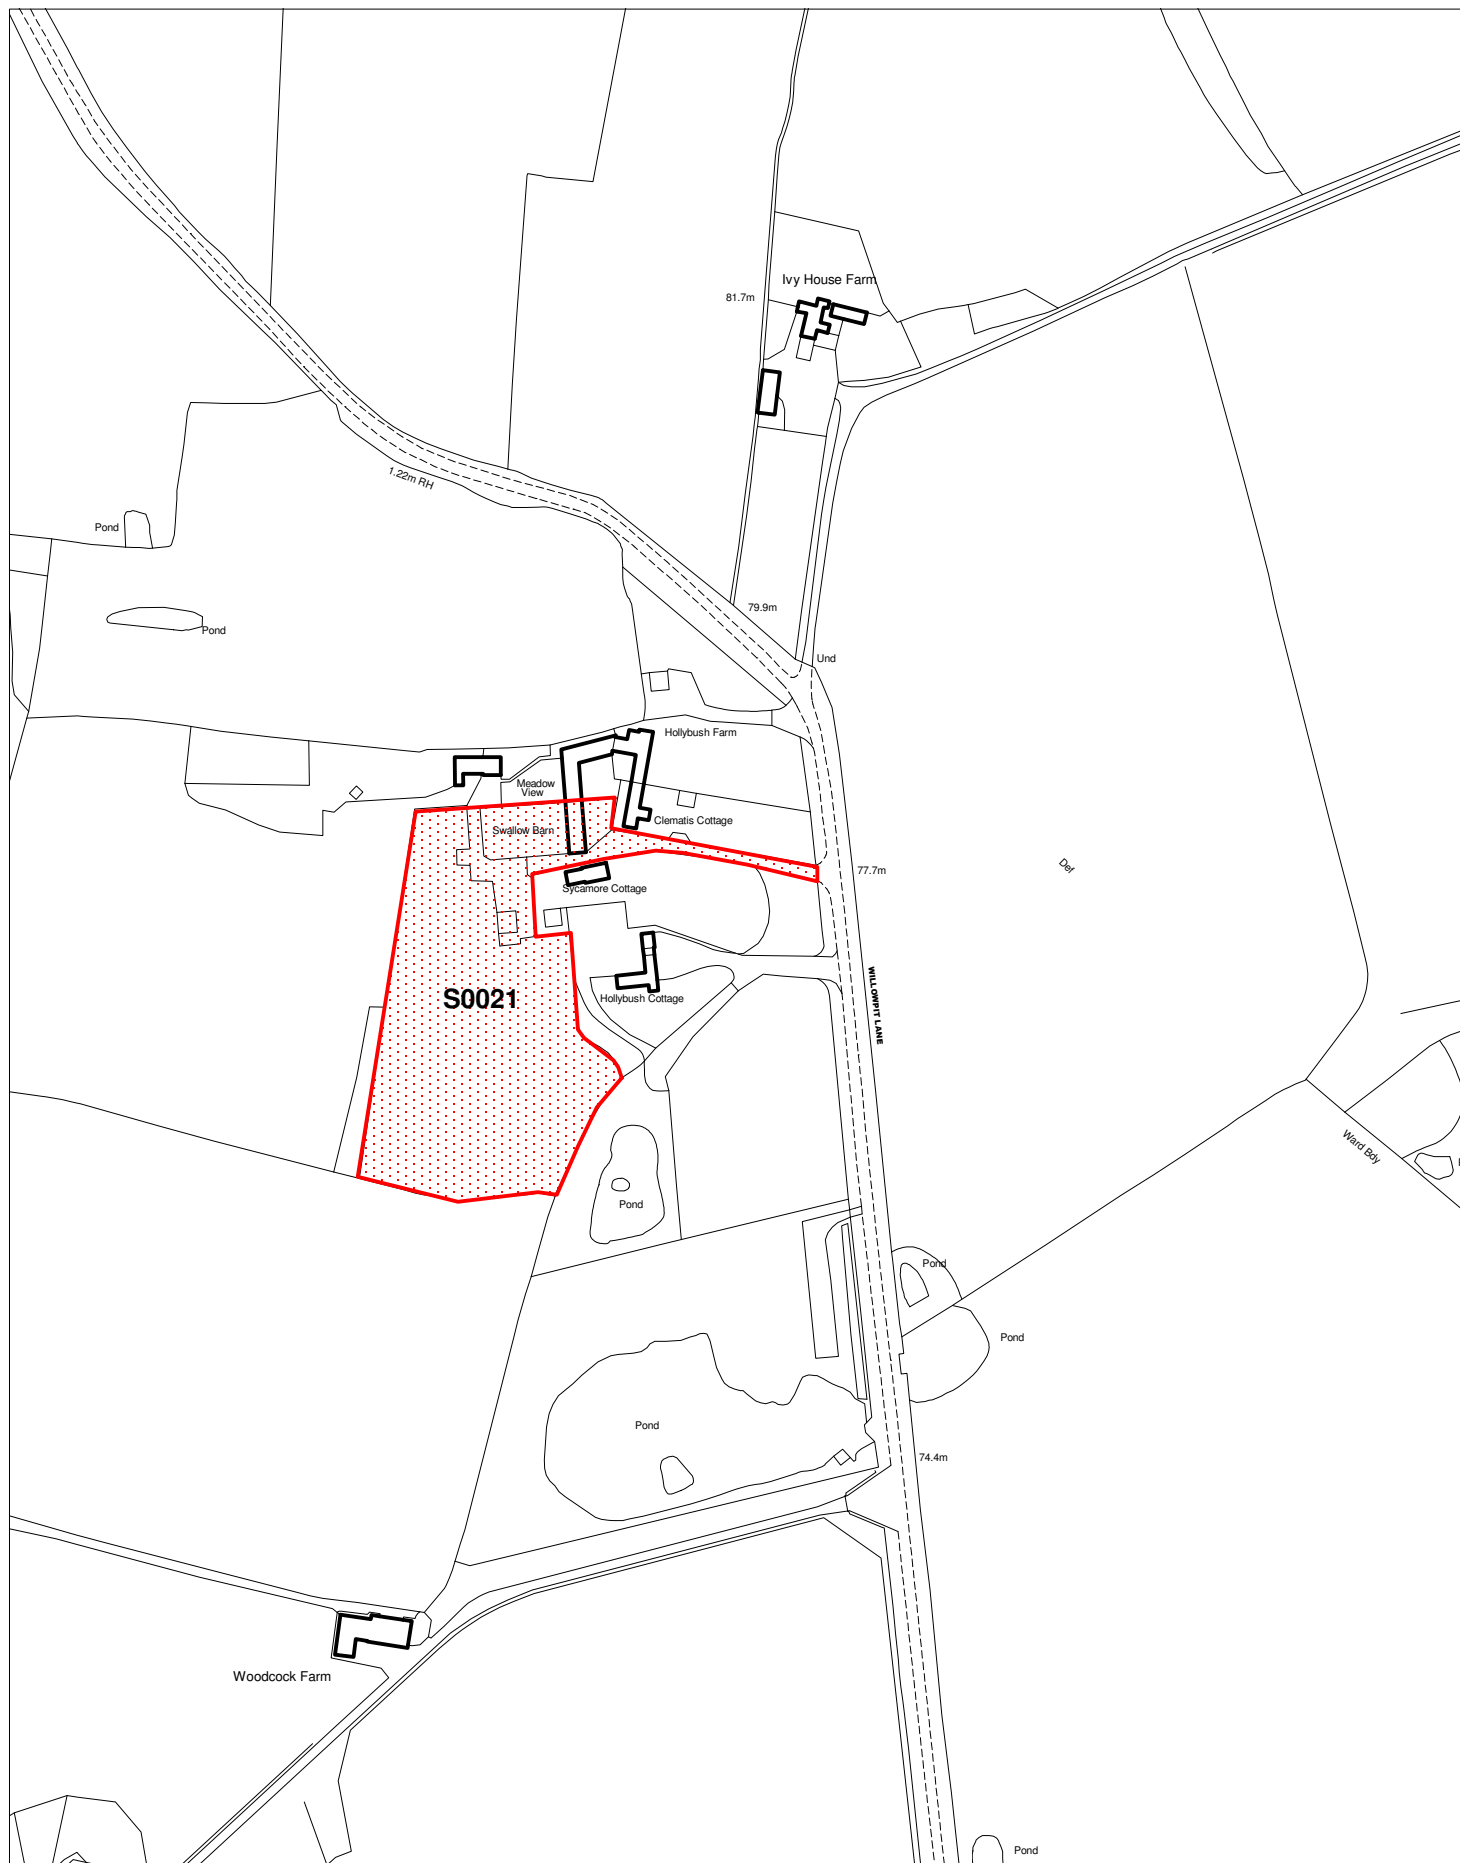 Ivy House Farm
81.7m
1.22m RH
Pond
79.9m
Pond
Und
Hollybush Farm
Meadow
View
Clematis Cottage
Swallow Barn
77.7m
Def
Sycamore Cottage
WILLOWPIT LANE
S0021
Hollybush Cottage
Ward Bdy
Pond
Pond
Pond
Pond
74.4m
Woodcock Farm
Pond